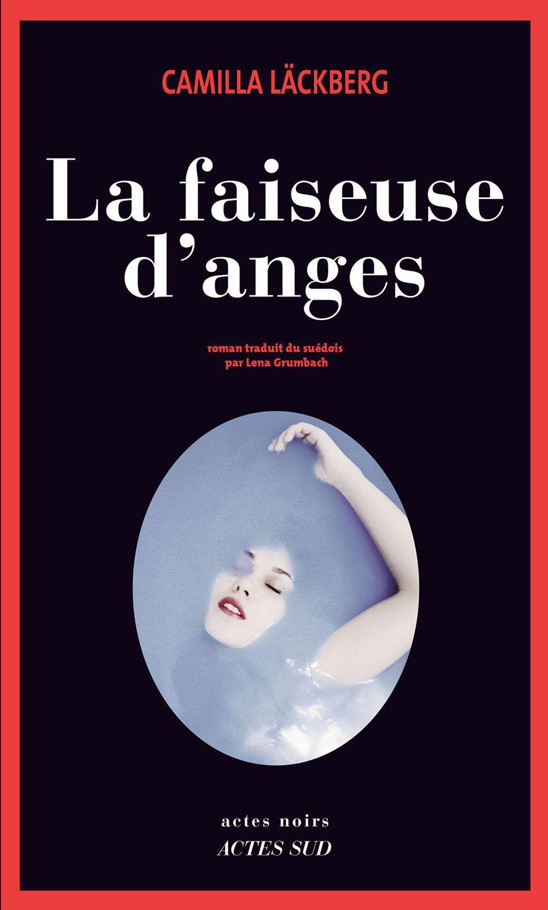 CAMILLA LÄCKBERG
La faiseuse
d’anges
roman traduit du suédois
par Lena Grumbach
actes noirs
ACTES SUD